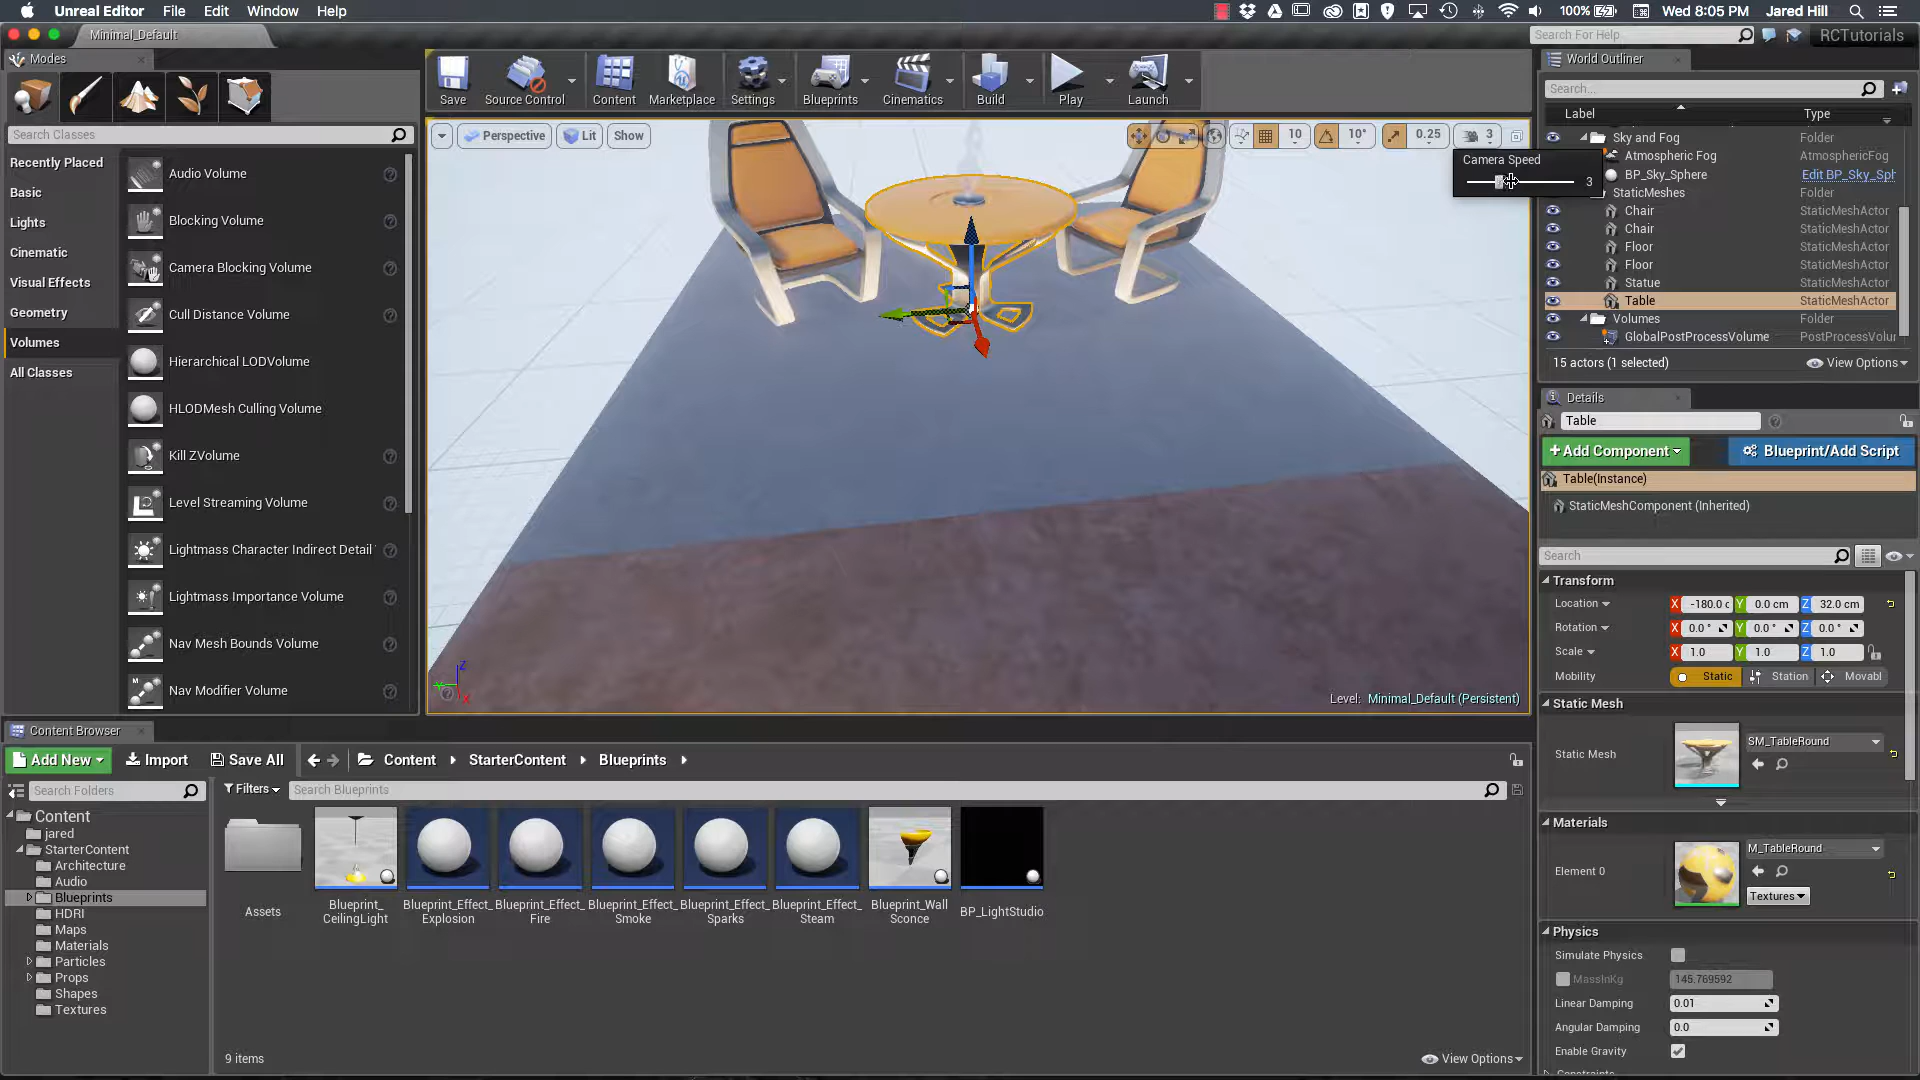 Unreal Editor File Edit Window Help
100% Wed 8:05 PM Jared Hill
Minimal_Default
Search For Help
RCTutorials
Modes
Search Classes
Recently Placed
Basic
Lights
Cinematic
Visual Effects
Geometry
Volumes
All Classes
Audio Volume
Blocking Volume
Camera Blocking Volume
Cull Distance Volume
Hierarchical LODVolume
HLODMesh Culling Volume
Kill ZVolume
Level Streaming Volume
Lightmass Character Indirect Detail
Lightmass Importance Volume
Nav Mesh Bounds Volume
Nav Modifier Volume
Save Source Control Content Marketplace Settings Blueprints Cinematics Build Play Launch
Perspective Lit Show
10 10° 0.25 3
Camera Speed
3
Z
X
Level: Minimal_Default (Persistent)
World Outliner
Search...
Label Type
Sky and Fog Folder
Atmospheric Fog AtmosphericFog
BP_Sky_Sphere Edit BP_Sky_Sph
StaticMeshes Folder
Chair StaticMeshActor
Chair StaticMeshActor
Floor StaticMeshActor
Floor StaticMeshActor
Statue StaticMeshActor
Table StaticMeshActor
Volumes Folder
GlobalPostProcessVolume PostProcessVolu
15 actors (1 selected) View Options
Details
Table
+Add Component Blueprint/Add Script
Table(Instance)
StaticMeshComponent (Inherited)
Search
Transform
Location X -180.0 c Y 0.0 cm Z 32.0 cm
Rotation X 0.0 ° Y 0.0 ° Z 0.0 °
Scale X 1.0 Y 1.0 Z 1.0
Mobility Static Station Movabl
Static Mesh
Static Mesh SM_TableRound
Materials
Element 0 M_TableRound
Textures
Physics
Simulate Physics
MassInKg 145.769592
Linear Damping 0.01
Angular Damping 0.0
Enable Gravity
Constraints
Content Browser
Add New Import Save All Content StarterContent Blueprints
Search Folders
Filters Search Blueprints
Content
jared
StarterContent
Architecture
Audio
Blueprints
HDRI
Maps
Materials
Particles
Props
Shapes
Textures
Assets
Blueprint_
CeilingLight
Blueprint_Effect_
Explosion
Blueprint_Effect_
Fire
Blueprint_Effect_
Smoke
Blueprint_Effect_
Sparks
Blueprint_Effect_
Steam
Blueprint_Wall
Sconce
BP_LightStudio
9 items View Options